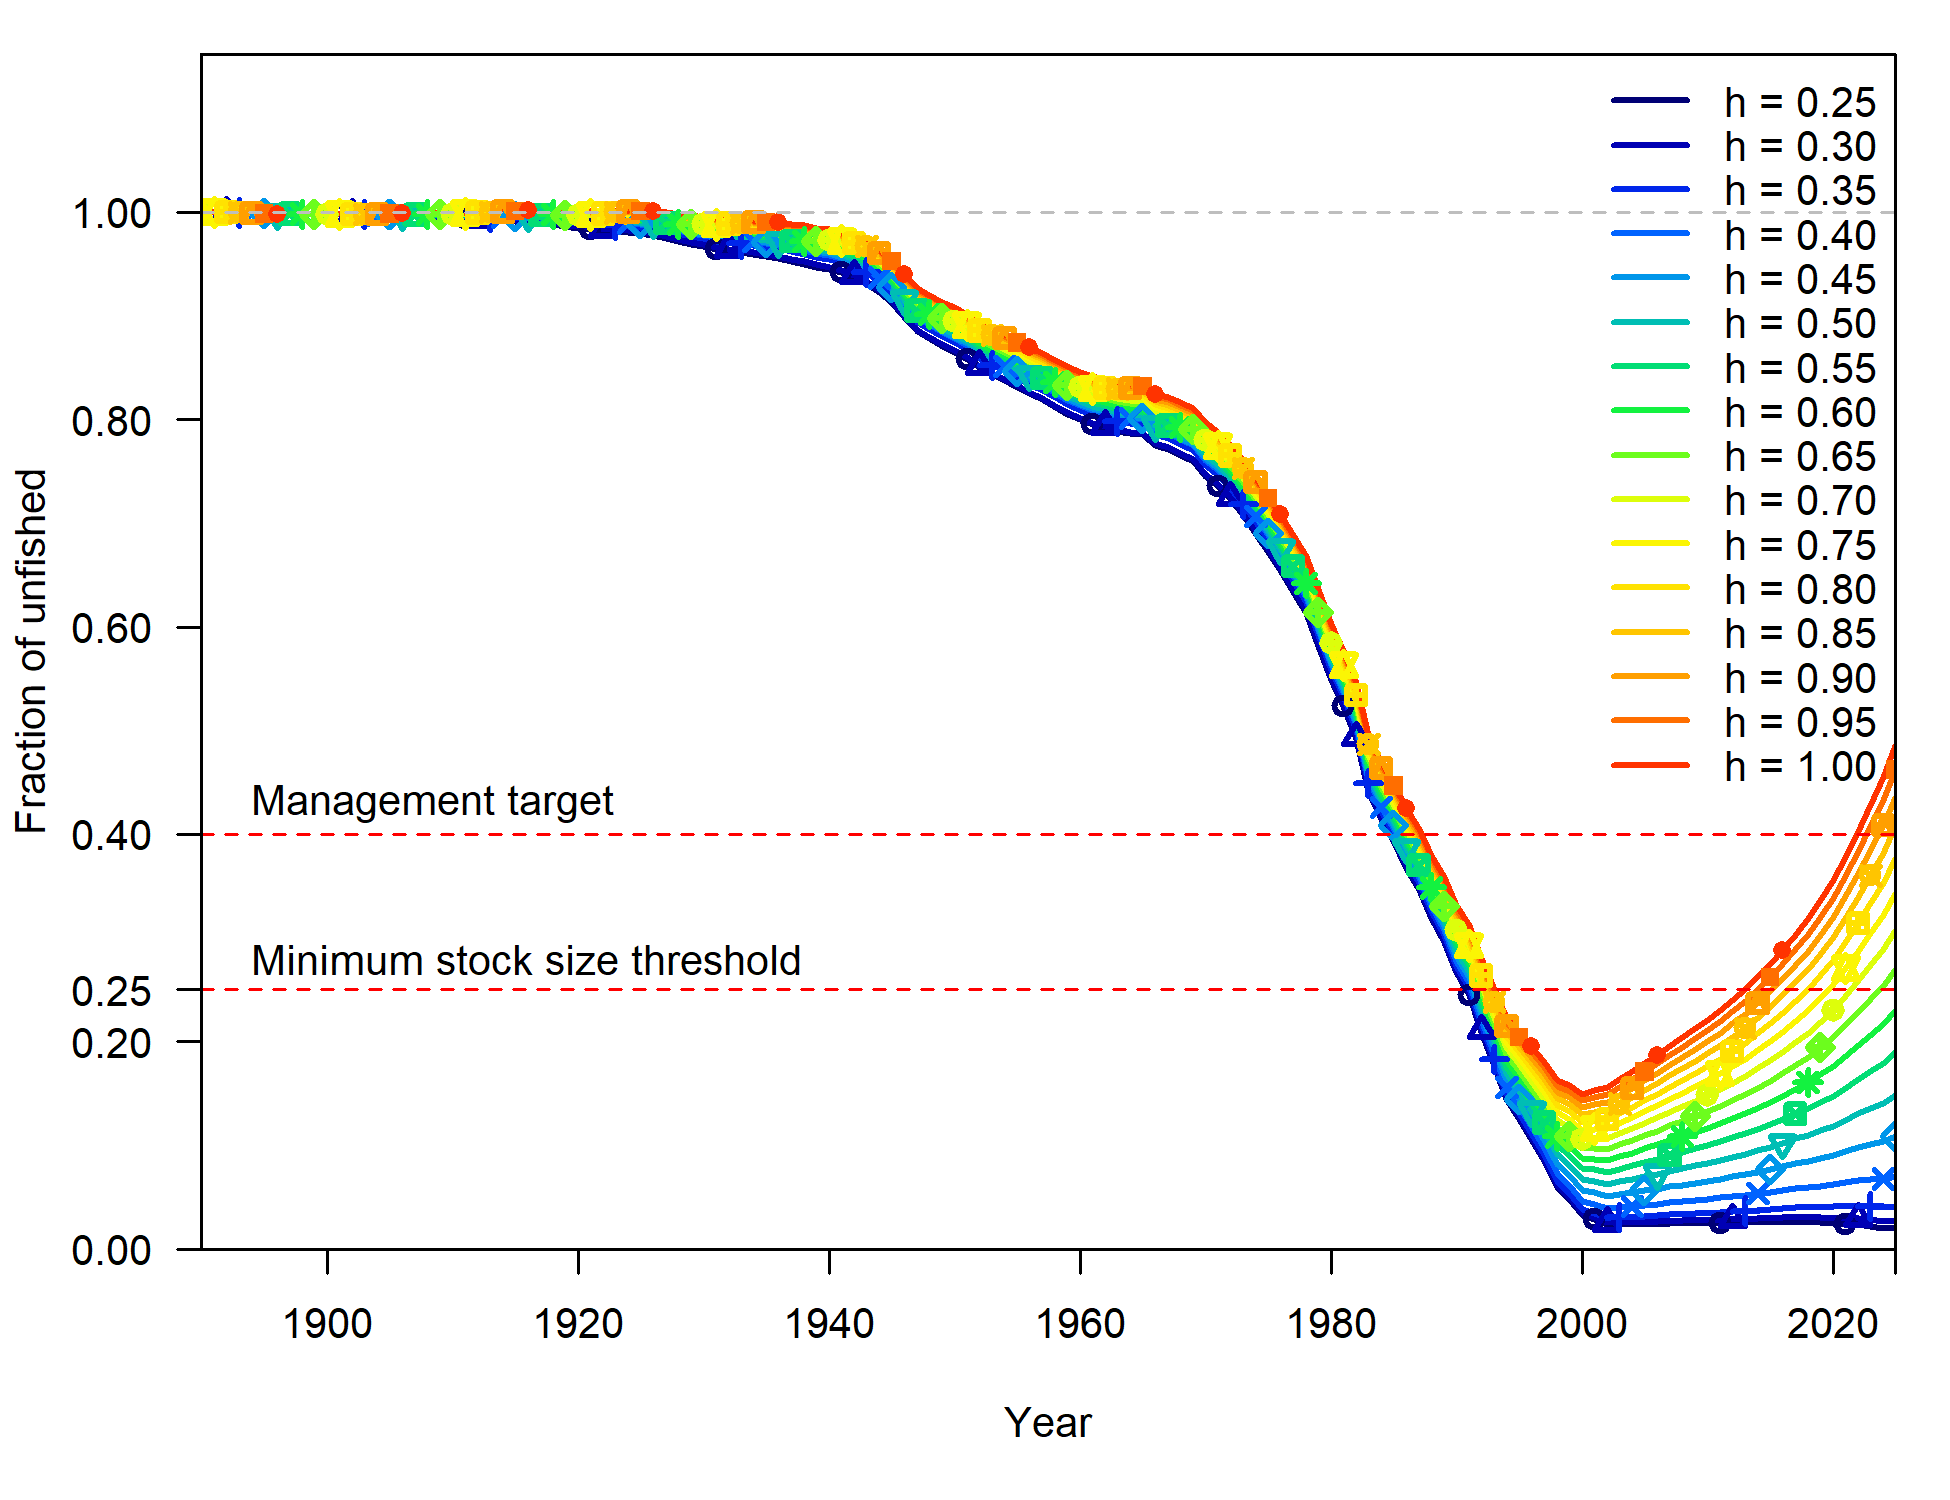 h = 0.25
h = 0.30
h = 0.35
h = 0.40
h = 0.45
h = 0.50
h = 0.55
h = 0.60
h = 0.65
h = 0.70
h = 0.75
h = 0.80
h = 0.85
h = 0.90
h = 0.95
h = 1.00
1.00
0.80
0.60
0.40
0.25
0.20
0.00
Fraction of unfished
Management target
Minimum stock size threshold
1900
1920
1940
1960
1980
2000
2020
Year